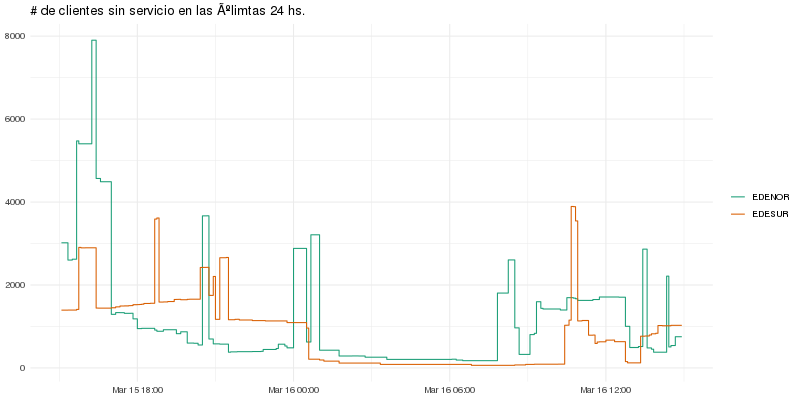 # de clientes sin servicio en las Ãºlimtas 24 hs.
8000
6000
4000
2000
0
Mar 15 18:00
Mar 16 00:00
Mar 16 06:00
Mar 16 12:00
EDENOR
EDESUR